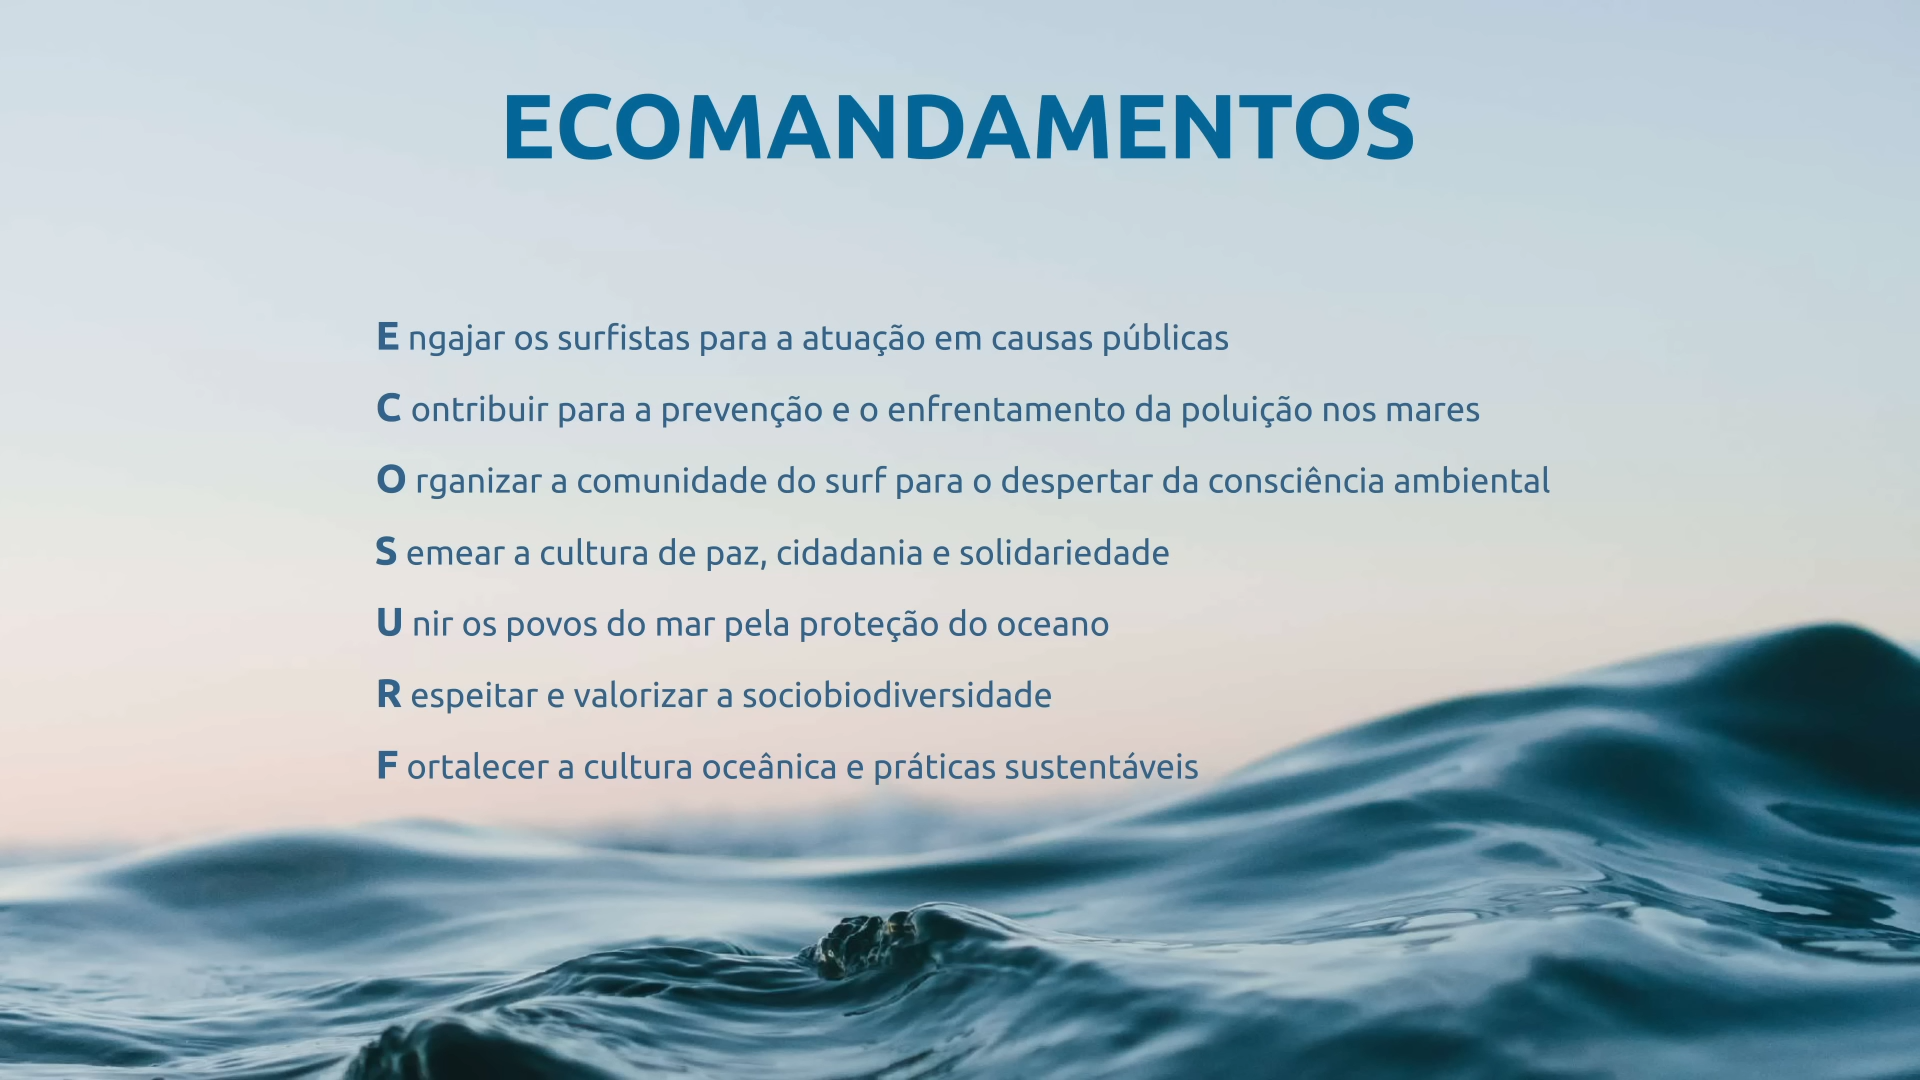 ECOMANDAMENTOS
E ngajar os surfistas para a atuação em causas públicas
C ontribuir para a prevenção e o enfrentamento da poluição nos mares
O rganizar a comunidade do surf para o despertar da consciência ambiental
S emear a cultura de paz, cidadania e solidariedade
U nir os povos do mar pela proteção do oceano
R espeitar e valorizar a sociobiodiversidade
F ortalecer a cultura oceânica e práticas sustentáveis